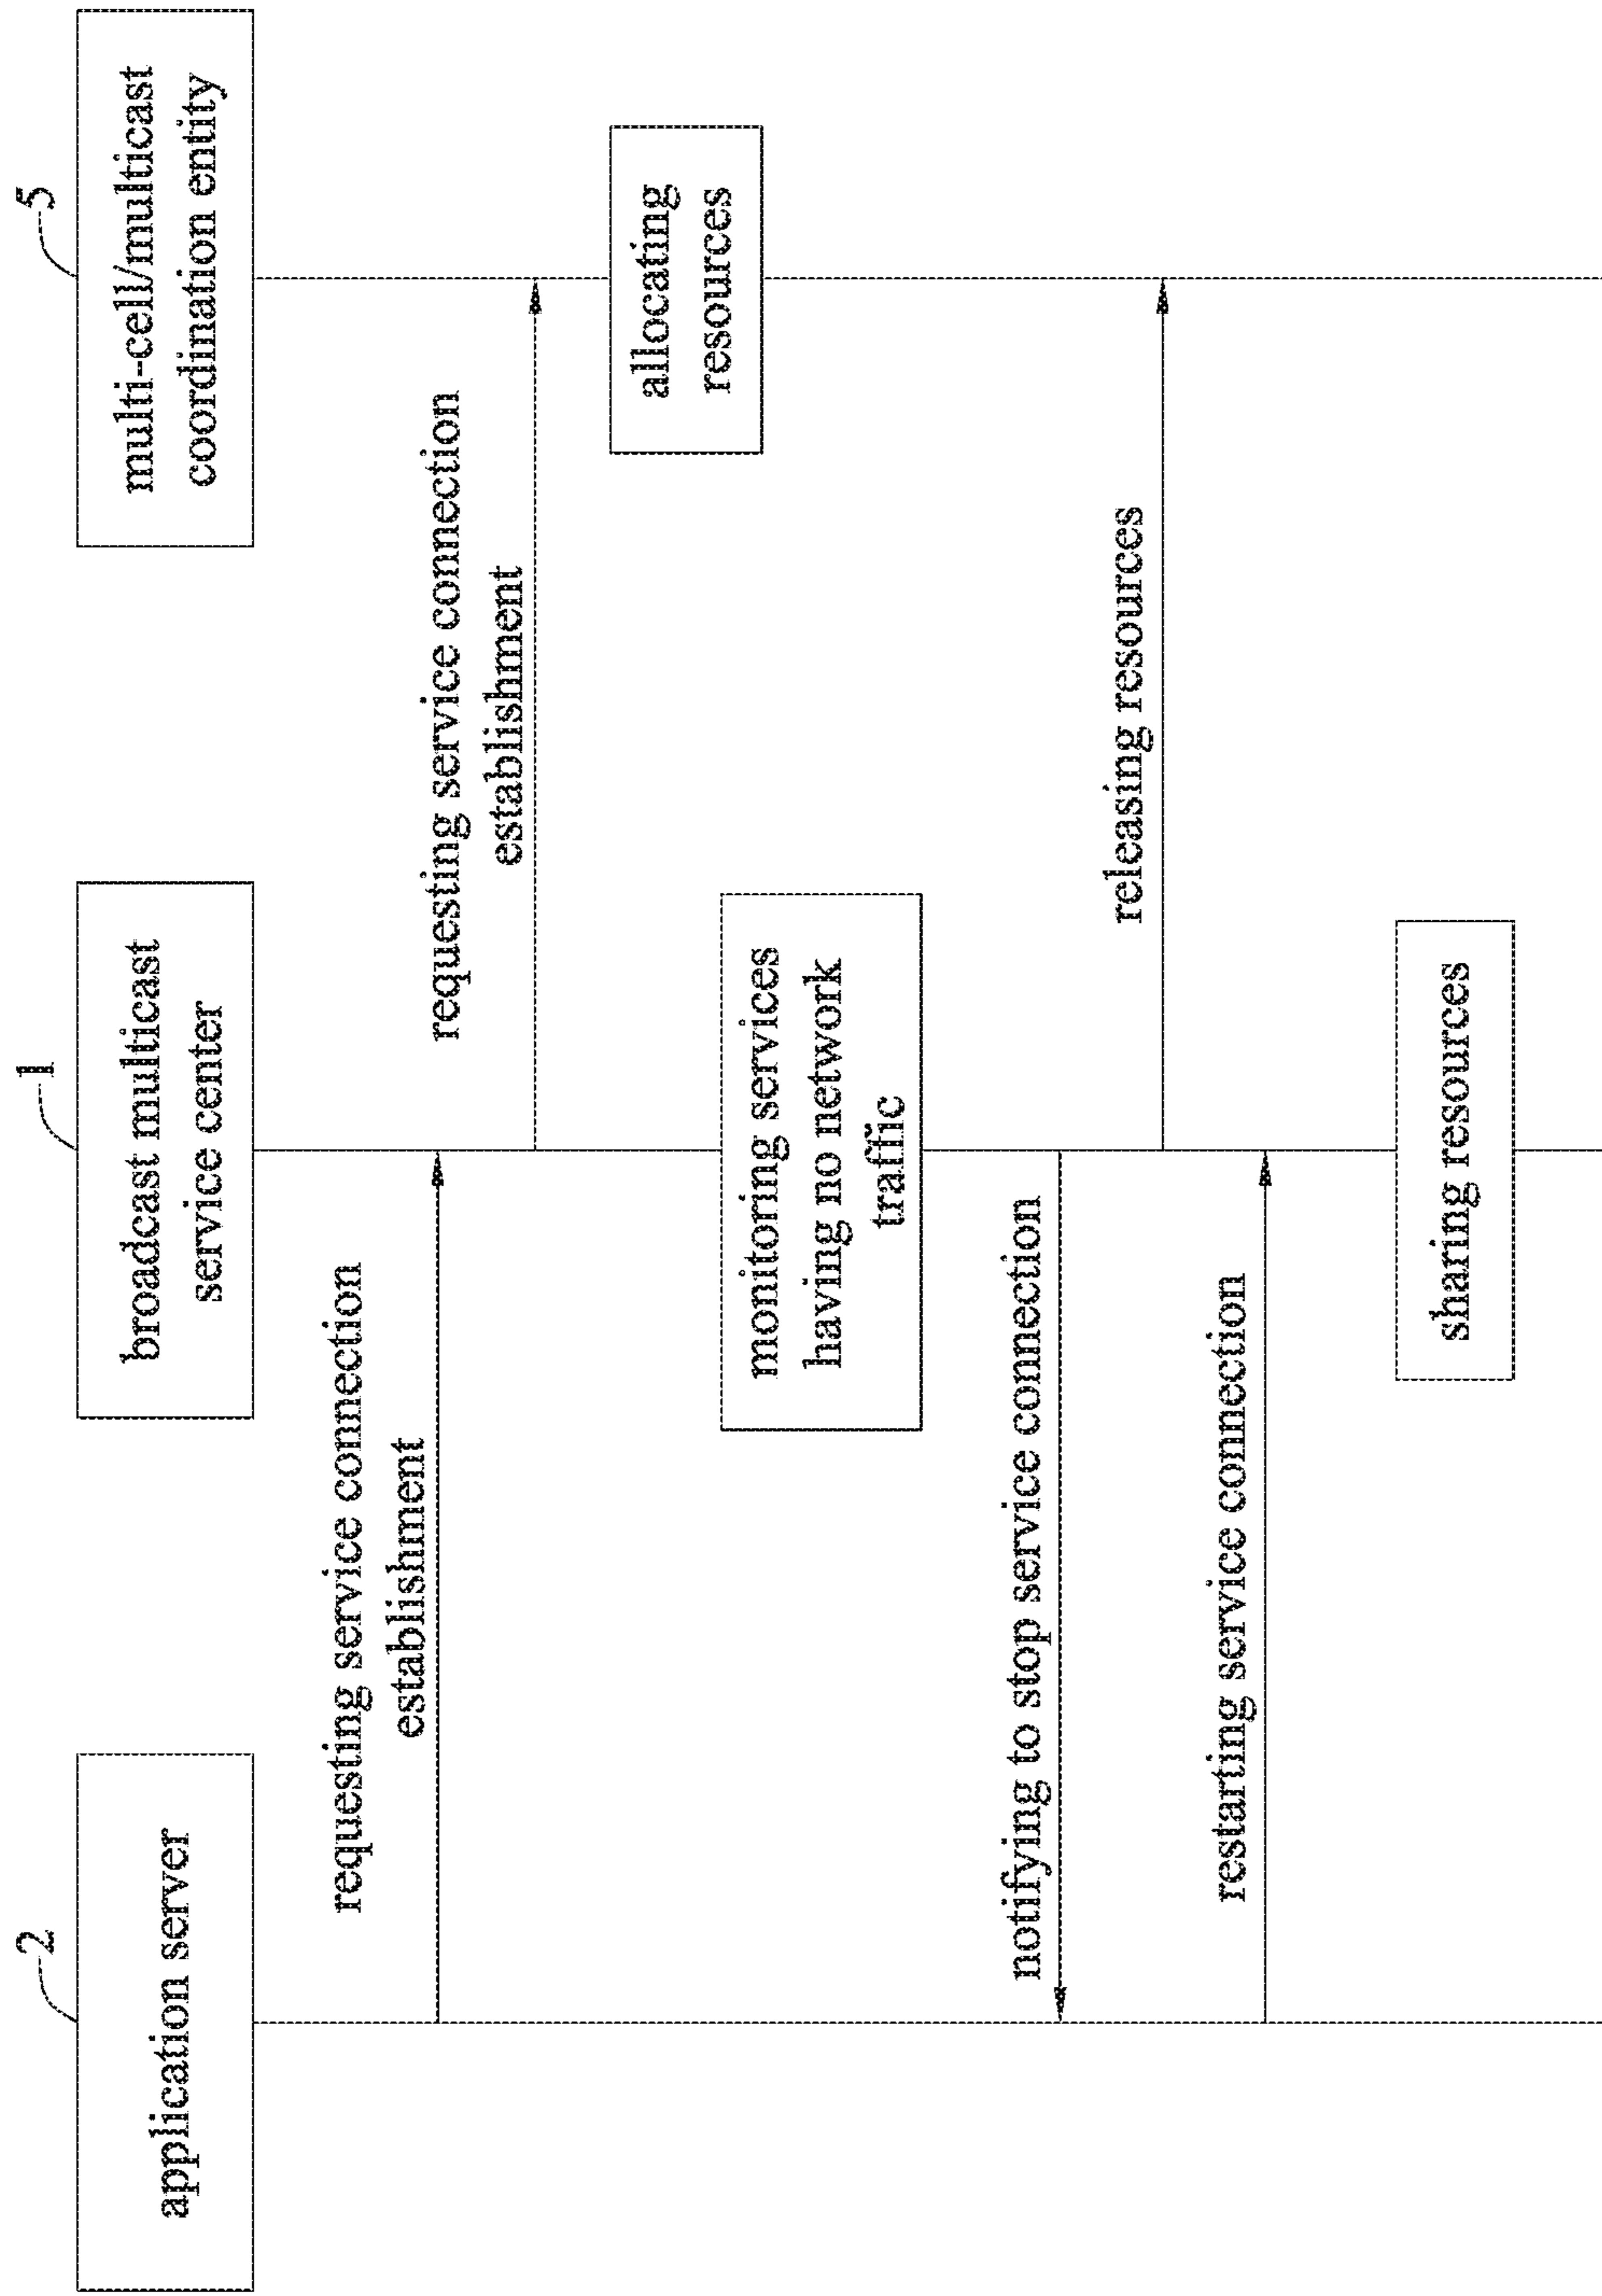 2
application server
1
broadcast multicast
service center
5
multi-cell/multicast
coordination entity
requesting service connection
establishment
requesting service connection
establishment
allocating
resources
monitoring services
having no network
traffic
notifying to stop service connection
releasing resources
restarting service connection
sharing resources